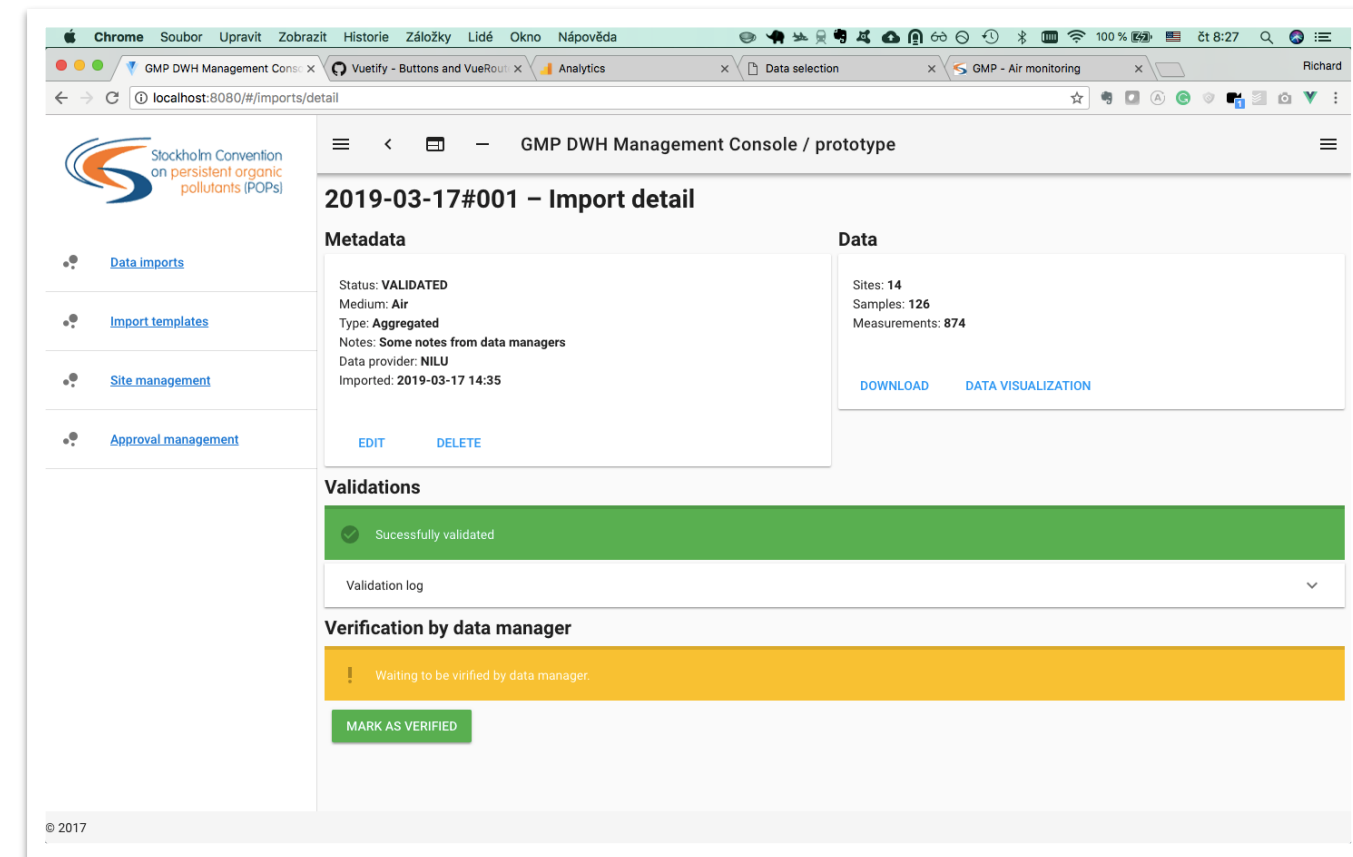 Chrome Soubor Upravit Zobrazit Historie Záložky Lidé Okno Nápověda 100 % čt 8:27
GMP DWH Management Consc Vuetify - Buttons and VueRout Analytics Data selection GMP - Air monitoring Richard
localhost:8080/#/imports/detail
Stockholm Convention
on persistent organic
pollutants (POPs)
GMP DWH Management Console / prototype
2019-03-17#001 – Import detail
Data imports
Import templates
Site management
Approval management
Metadata
Status: VALIDATED
Medium: Air
Type: Aggregated
Notes: Some notes from data managers
Data provider: NILU
Imported: 2019-03-17 14:35
EDIT DELETE
Data
Sites: 14
Samples: 126
Measurements: 874
DOWNLOAD DATA VISUALIZATION
Validations
Sucessfully validated
Validation log
Verification by data manager
Waiting to be virified by data manager.
MARK AS VERIFIED
© 2017